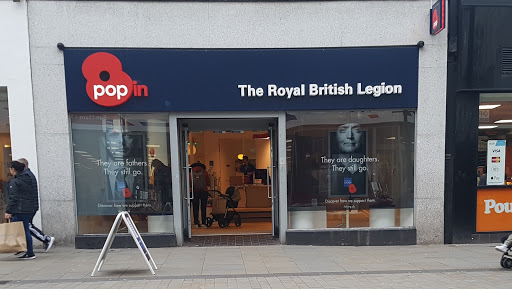 pop in
The Royal British Legion
They are fathers.
They still go.
Discover how we support them.
They are daughters.
They still go.
Discover how we support them.
VISA
Pou